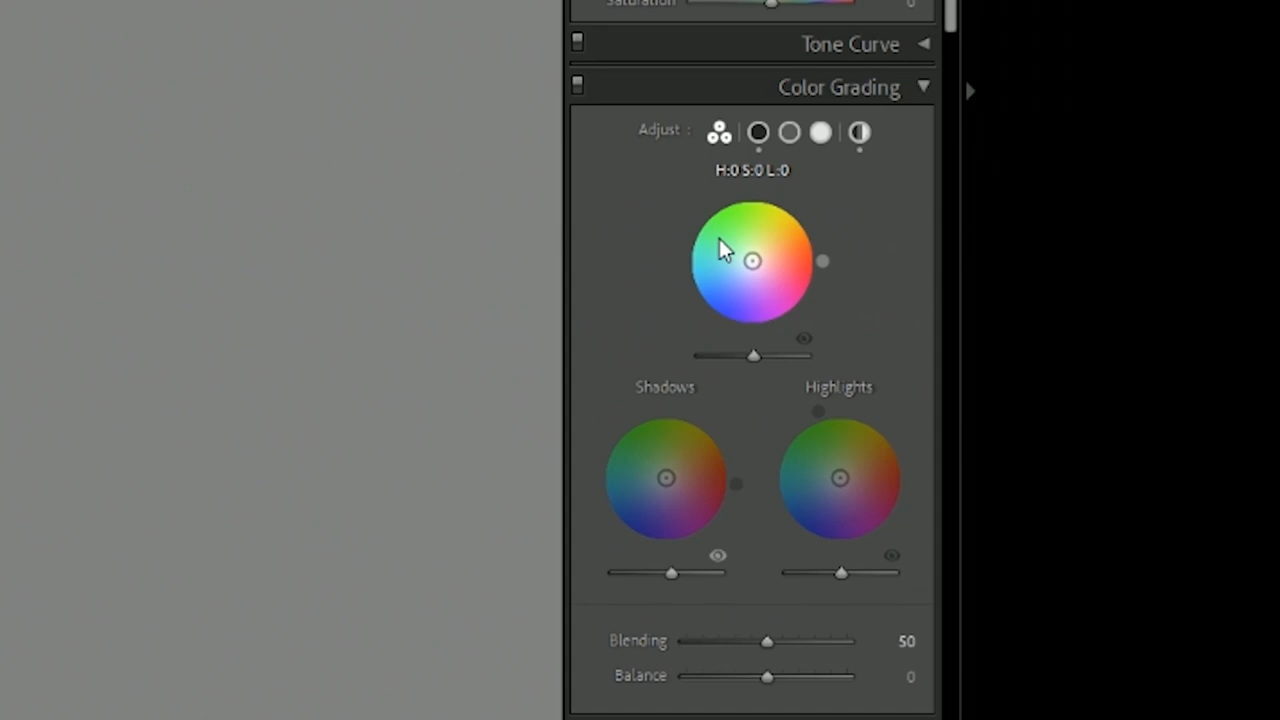 Saturation 0
Tone Curve
Color Grading
Adjust :
H:0 S:0 L:0
Shadows Highlights
Blending 50
Balance 0